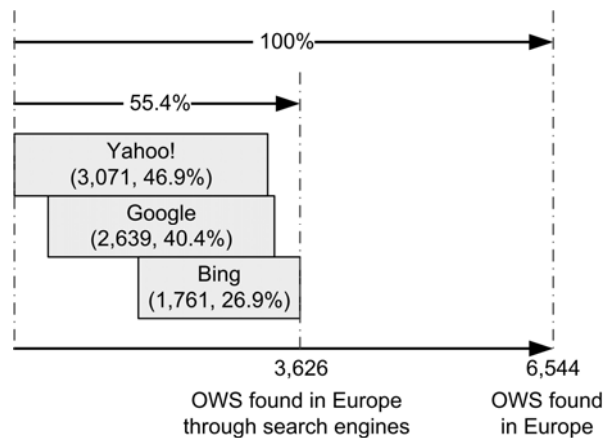 100%
55.4%
Yahoo!
(3,071, 46.9%)
Google
(2,639, 40.4%)
Bing
(1,761, 26.9%)
3,626
6,544
OWS found in Europe
through search engines
OWS found
in Europe